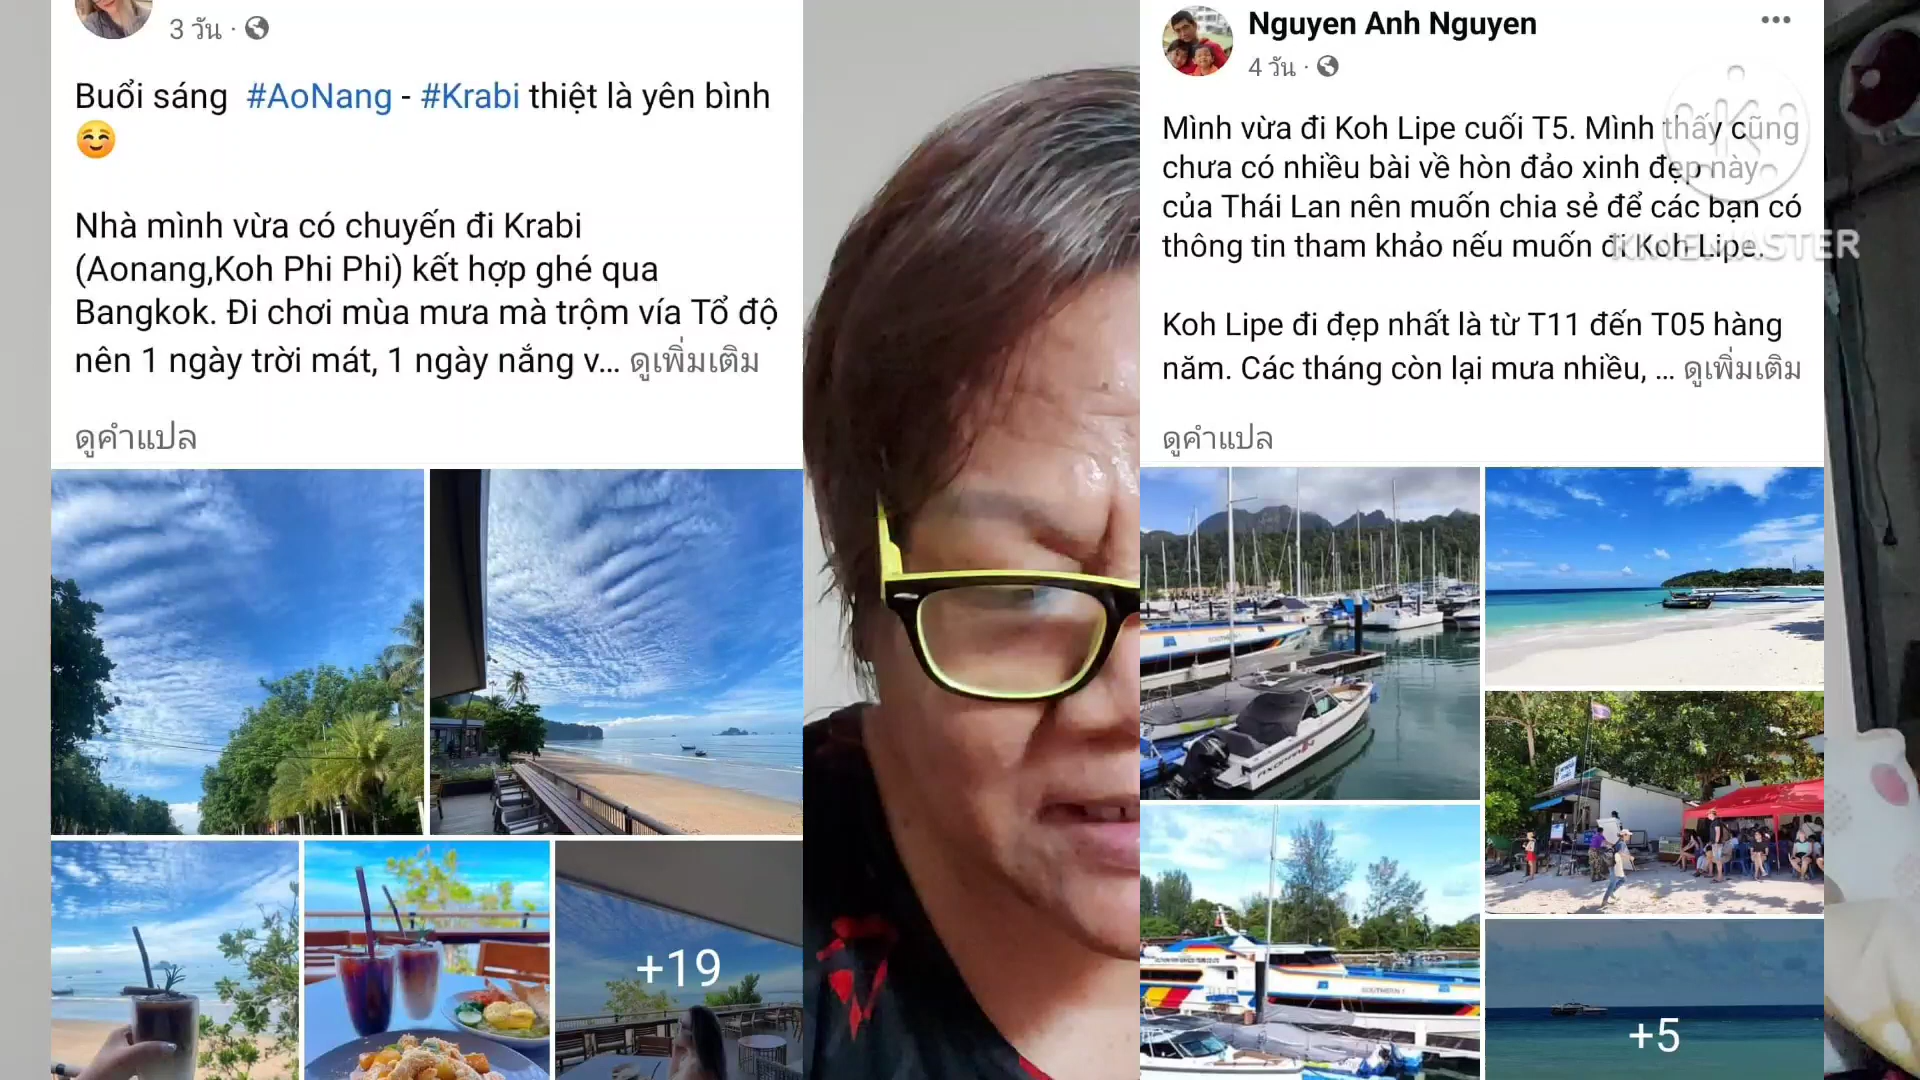 3 วัน ·
Buổi sáng #AoNang - #Krabi thiệt là yên bình
Nhà mình vừa có chuyến đi Krabi
(Aonang,Koh Phi Phi) kết hợp ghé qua
Bangkok. Đi chơi mùa mưa mà trộm vía Tổ độ
nên 1 ngày trời mát, 1 ngày nắng v... ดูเพิ่มเติม
ดูคำแปล
+19
Nguyen Anh Nguyen
4 วัน ·
Mình vừa đi Koh Lipe cuối T5. Mình thấy cũng
chưa có nhiều bài về hòn đảo xinh đẹp này
của Thái Lan nên muốn chia sẻ để các bạn có
thông tin tham khảo nếu muốn đi Koh Lipe.
Koh Lipe đi đẹp nhất là từ T11 đến T05 hàng
năm. Các tháng còn lại mưa nhiều, ... ดูเพิ่มเติม
ดูคำแปล
+5
KINEMASTER